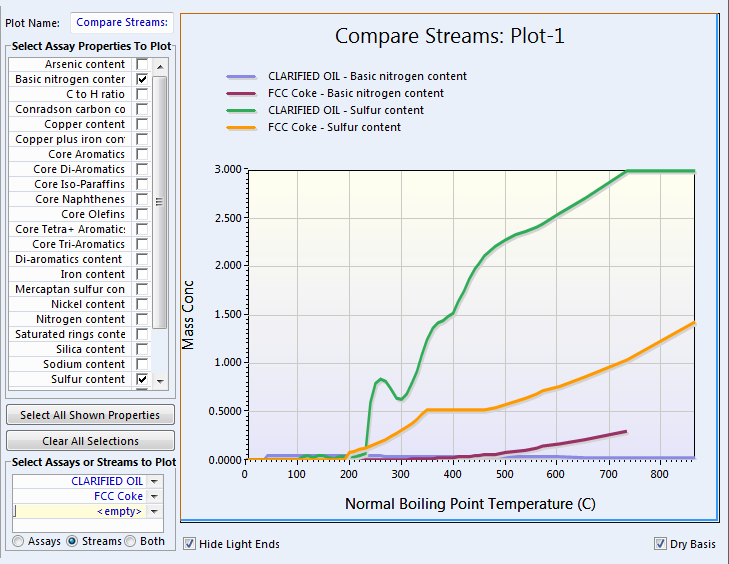 Plot Name: Compare Streams:
Select Assay Properties To Plot
Arsenic content
Basic nitrogen conter
C to H ratio
Conradson carbon co
Copper content
Copper plus iron con
Core Aromatics
Core Di-Aromatics
Core Iso-Paraffins
Core Naphthenes
Core Olefins
Core Tetra+ Aromatics
Core Tri-Aromatics
Di-aromatics content
Iron content
Mercaptan sulfur con
Nickel content
Nitrogen content
Saturated rings conte
Silica content
Sodium content
Sulfur content
Select All Shown Properties
Clear All Selections
Select Assays or Streams to Plot
CLARIFIED OIL
FCC Coke
<empty>
Assays Streams Both
Compare Streams: Plot-1
CLARIFIED OIL - Basic nitrogen content
FCC Coke - Basic nitrogen content
CLARIFIED OIL - Sulfur content
FCC Coke - Sulfur content
3.000
2.500
2.000
1.500
1.000
0.5000
0.0000
Mass Conc
0 100 200 300 400 500 600 700 800
Normal Boiling Point Temperature (C)
Hide Light Ends
Dry Basis